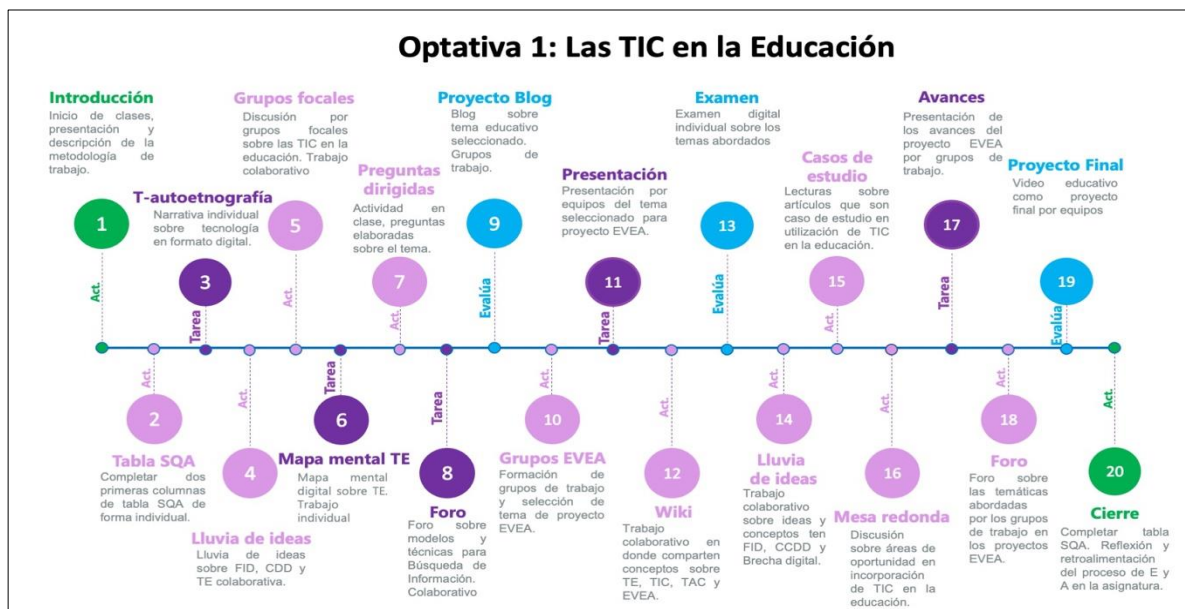 Optativa 1: Las TIC en la Educación
Introducción
Inicio de clases,
presentación y
descripción de la
metodología de
trabajo.
1
Act.
Tabla SQA
Completar dos
primeras columnas
de tabla SQA de
forma individual.
2
Act.
T-autoetnografía
Narrativa individual
sobre tecnología
en formato digital.
3
Tarea
4
Act.
Lluvia de ideas
Lluvia de ideas
sobre FID, CDD y
TE colaborativa.
Grupos focales
Discusión por
grupos focales
sobre las TIC en la
educación. Trabajo
colaborativo
5
Act.
Tarea
6
Mapa mental TE
Mapa mental
digital sobre TE.
Trabajo
individual
Preguntas
dirigidas
Actividad en
clase, preguntas
elaboradas
sobre el tema.
7
Act.
Tarea
8
Foro
Foro sobre
modelos y
técnicas para
Búsqueda de
Información.
Colaborativo
Proyecto Blog
Blog sobre
tema educativo
seleccionado.
Grupos de
trabajo.
9
Evalúa
Act.
10
Grupos EVEA
Formación de
grupos de trabajo
y selección de
tema de proyecto
EVEA.
Presentación
Presentación por
equipos del tema
seleccionado para
proyecto EVEA.
11
Tarea
Act.
12
Wiki
Trabajo
colaborativo en
donde comparten
conceptos sobre
TE, TIC, TAC y
EVEA.
Examen
Examen digital
individual sobre los
temas abordados
13
Evalúa
Act.
14
Lluvia
de ideas
Trabajo
colaborativo
sobre ideas y
conceptos ten
FID, CCDD y
Brecha digital.
Casos de
estudio
Lecturas sobre
artículos que son
caso de estudio en
utilización de TIC
en la educación.
15
Act.
Act.
16
Mesa redonda
Discusión
sobre áreas de
oportunidad en
incorporación
de TIC en la
educación.
Avances
Presentación de
los avances del
proyecto EVEA
por grupos de
trabajo.
17
Tarea
Act.
18
Foro
Foro sobre
las temáticas
abordadas
por los grupos
de trabajo en
los proyectos
EVEA.
Proyecto Final
Video educativo
como proyecto
final por equipos
19
Evalúa
Act.
20
Cierre
Completar tabla
SQA. Reflexión y
retroalimentación
del proceso de E y
A en la asignatura.